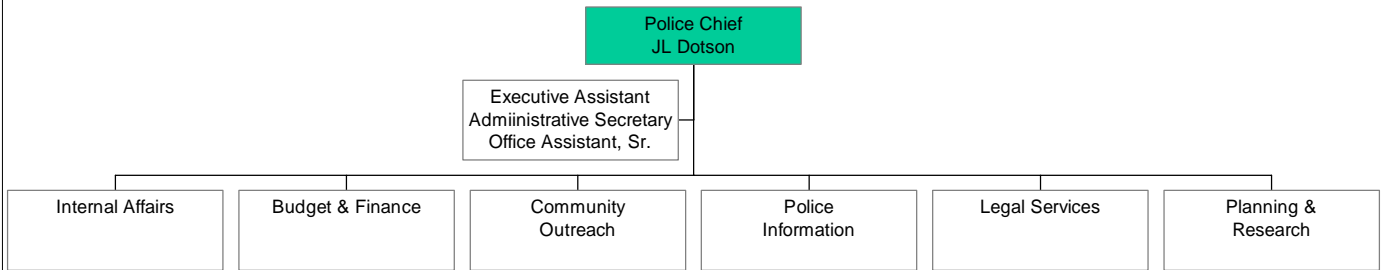 Police Chief
JL Dotson
Executive Assistant
Admiinistrative Secretary
Office Assistant, Sr.
Internal Affairs
Budget & Finance
Community
Outreach
Police
Information
Legal Services
Planning &
Research